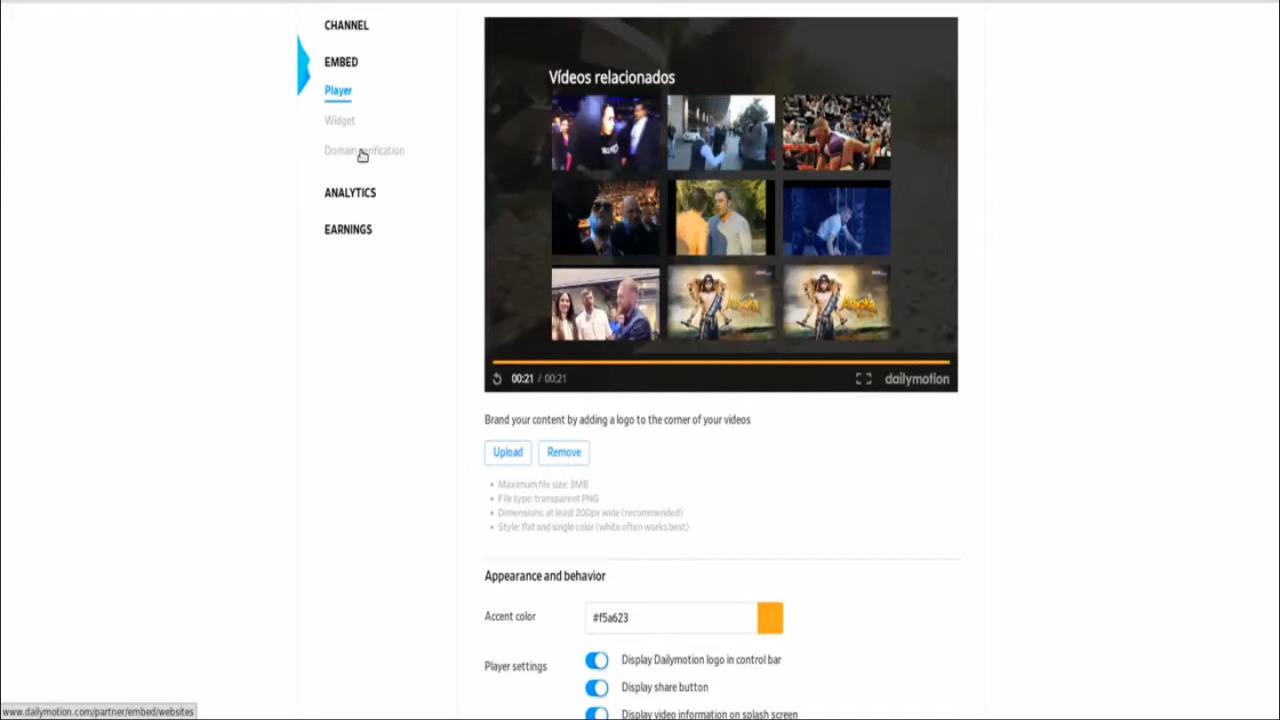 CHANNEL
EMBED
Player
Widget
Domain verification
ANALYTICS
EARNINGS
Vídeos relacionados
00:21 / 00:21
dailymotion
Brand your content by adding a logo to the corner of your videos
Upload
Remove
• Maximum file size: 3MB
• File type: transparent PNG
• Dimensions: at least 200px wide (recommended)
• Style: flat and single color (white often works best)
Appearance and behavior
Accent color
#f5a623
Player settings
Display Dailymotion logo in control bar
Display share button
Display video information on splash screen
www.dailymotion.com/partner/embed/websites